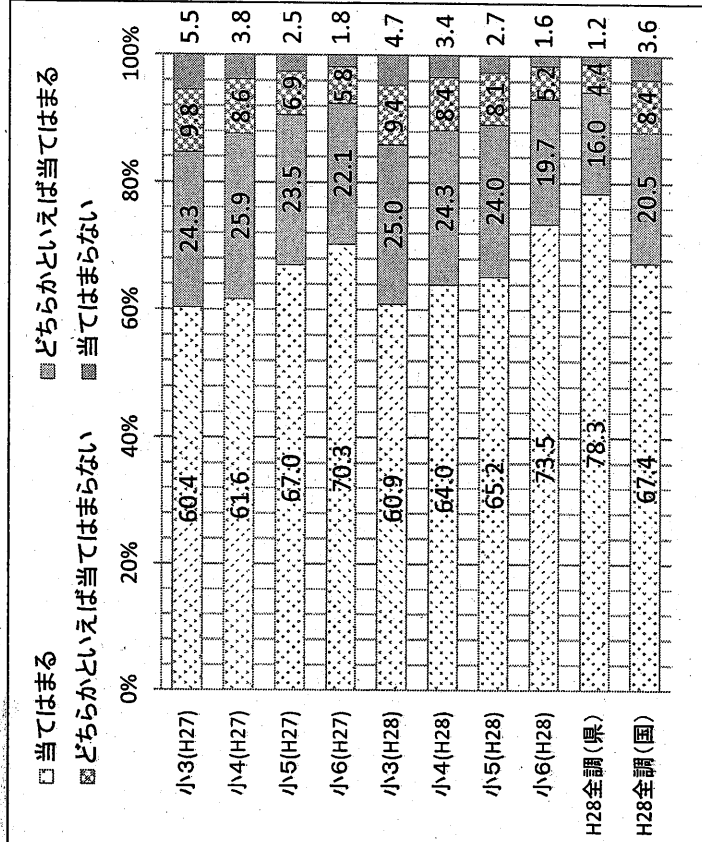 □当てはまる ■どちらかといえば当てはまる
■どちらかといえば当てはまらない ■当てはまらない
0% 20% 40% 60% 80% 100%
小3(H27) 60.4 24.3 9.8 5.5
小4(H27) 61.6 25.9 8.6 3.8
小5(H27) 67.0 23.5 6.9 2.5
小6(H27) 70.3 22.1 5.8 1.8
小3(H28) 60.9 25.0 9.4 4.7
小4(H28) 64.0 24.3 8.4 3.4
小5(H28) 65.2 24.0 8.1 2.7
小6(H28) 73.5 19.7 5.2 1.6
H28全調(県) 78.3 16.0 4.4 1.2
H28全調(国) 67.4 20.5 8.4 3.6